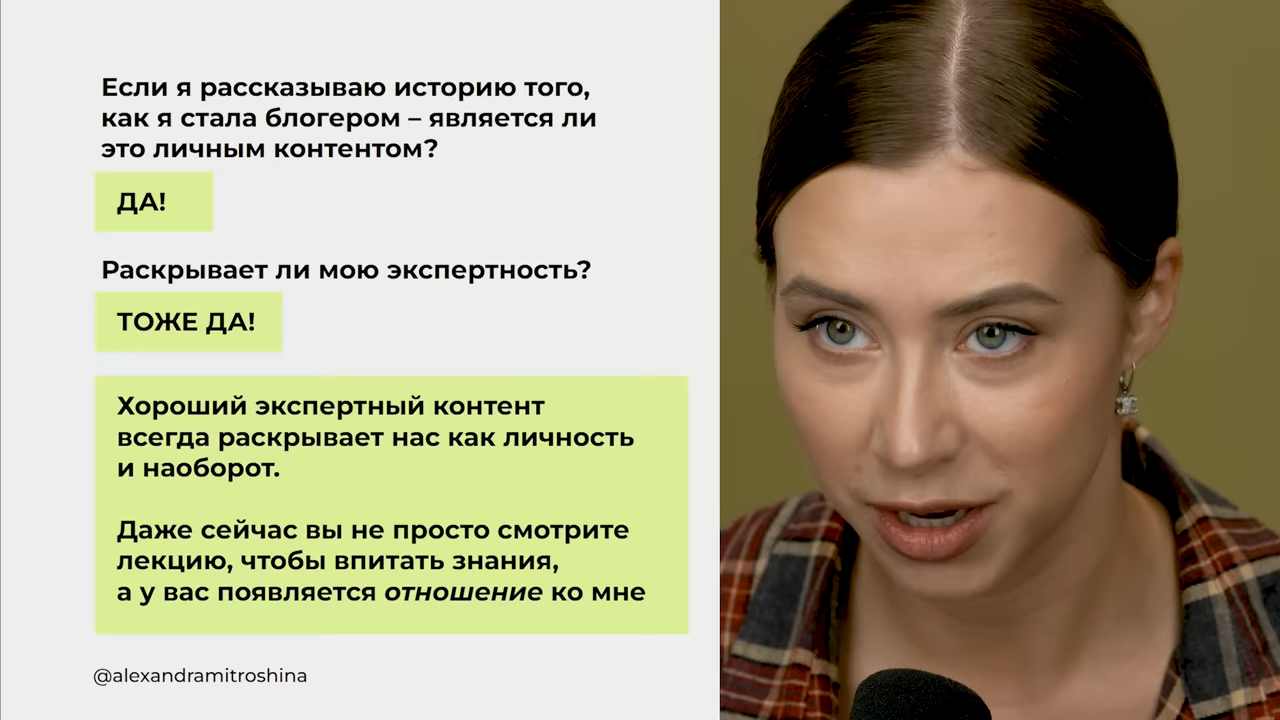 Если я рассказываю историю того,
как я стала блогером – является ли
это личным контентом?
ДА!
Раскрывает ли мою экспертность?
ТОЖЕ ДА!
Хороший экспертный контент
всегда раскрывает нас как личность
и наоборот.
Даже сейчас вы не просто смотрите
лекцию, чтобы впитать знания,
а у вас появляется отношение ко мне
@alexandramitroshina